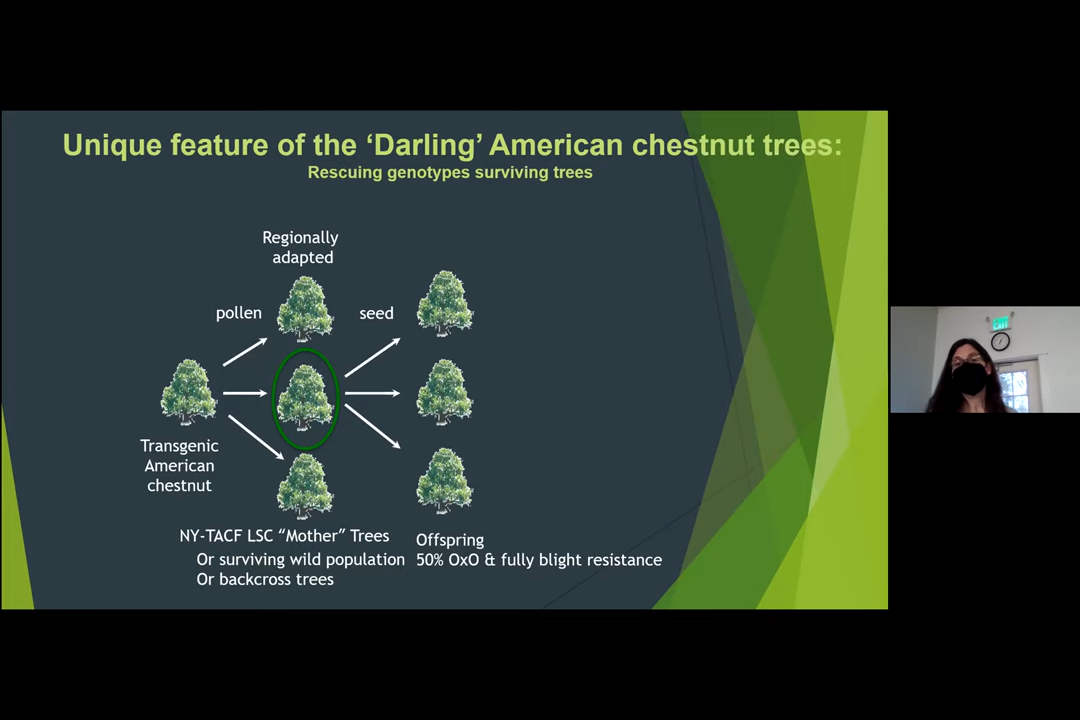 Unique feature of the ‘Darling’ American chestnut trees:
Rescuing genotypes surviving trees
Regionally
adapted
pollen
seed
Transgenic
American
chestnut
NY-TACF LSC “Mother” Trees
Or surviving wild population
Or backcross trees
Offspring
50% OxO & fully blight resistance
EXIT